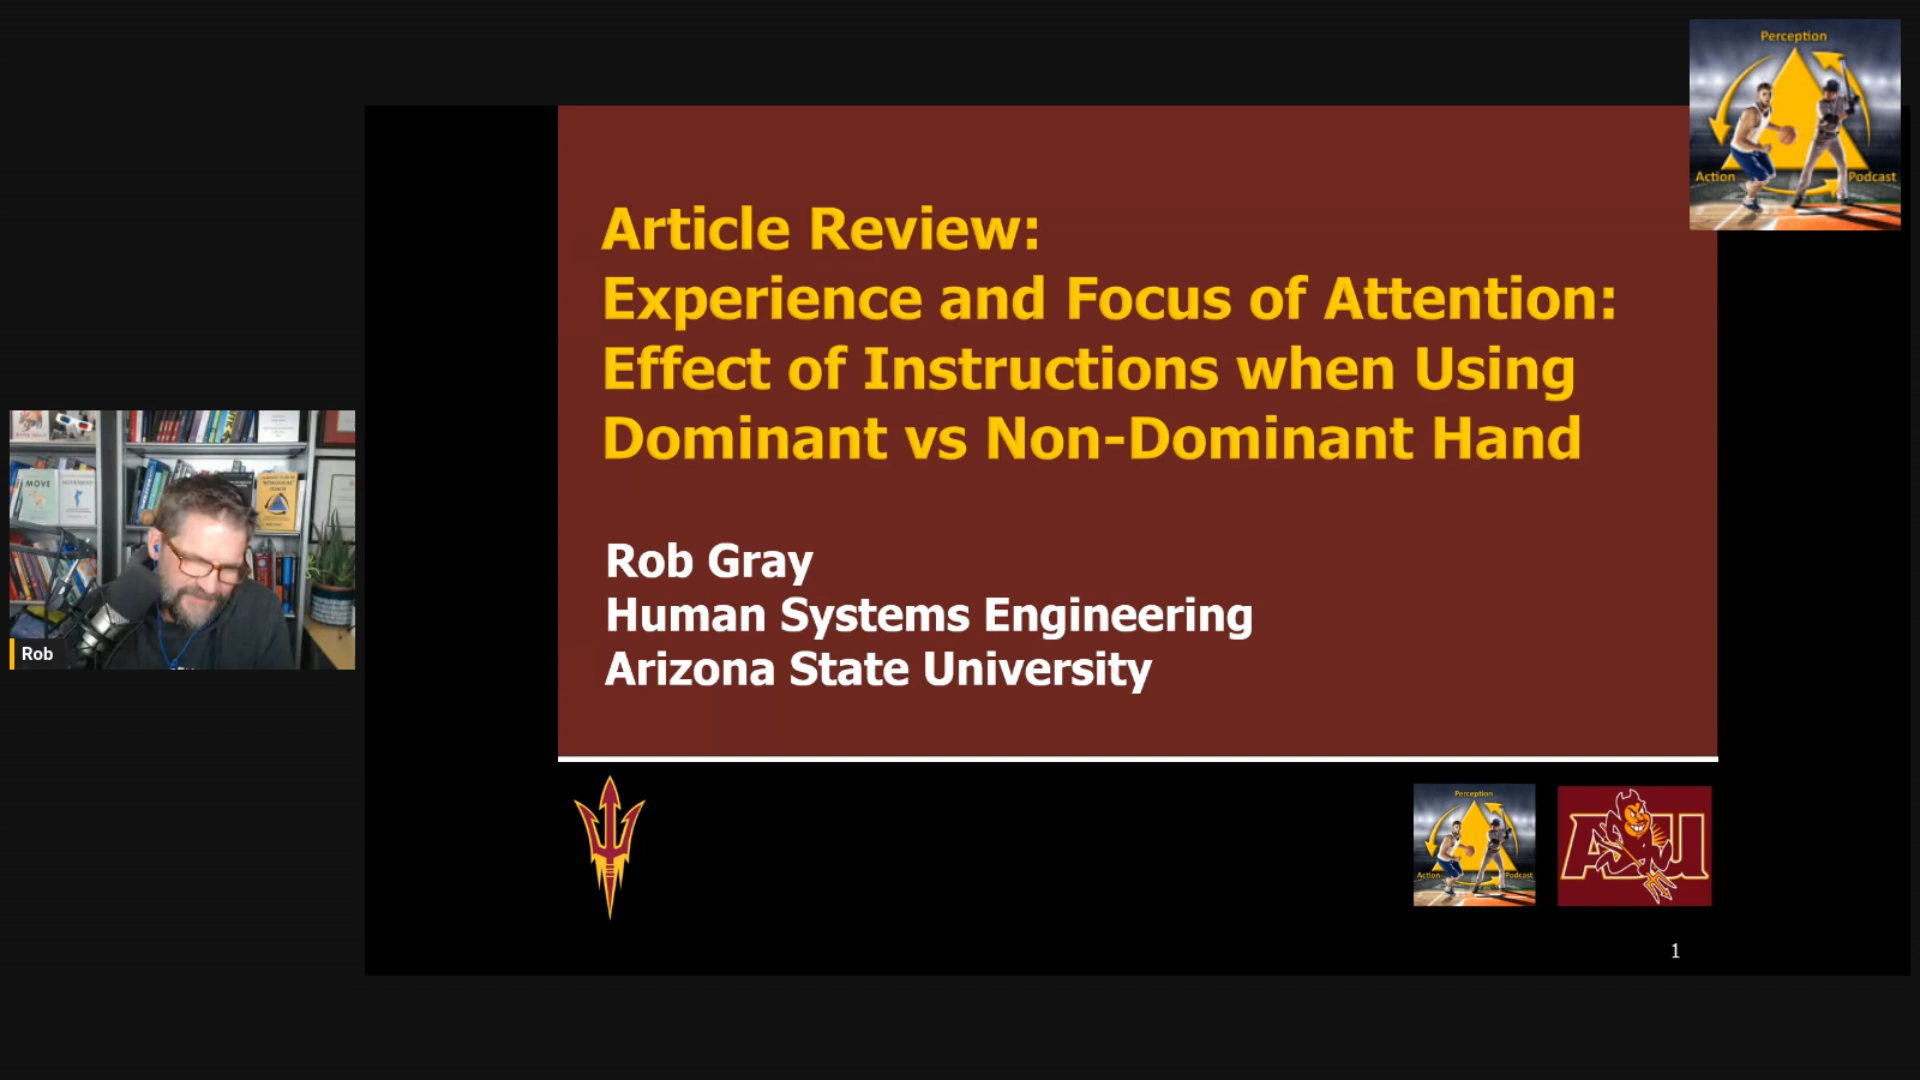 Perception
Action
Podcast
Article Review:
Experience and Focus of Attention:
Effect of Instructions when Using
Dominant vs Non-Dominant Hand
Rob Gray
Human Systems Engineering
Arizona State University
MOVE
Rob
Perception
Action
Podcast
ASU
1